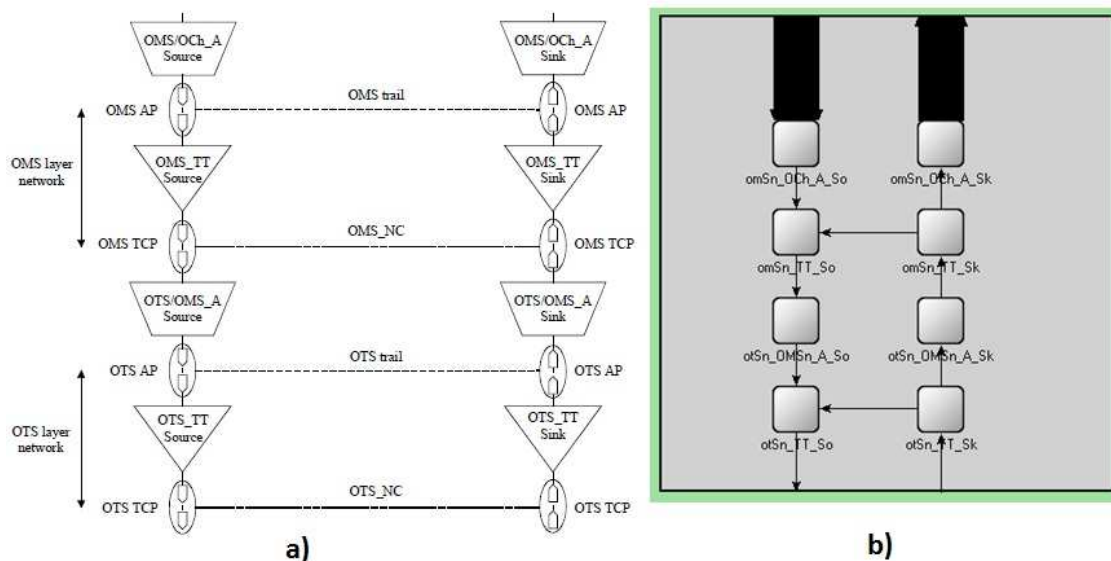 OMS/OCh_A
Source
OMS/OCh_A
Sink
OMS AP
OMS trail
OMS AP
OMS layer
network
OMS_TT
Source
OMS_TT
Sink
OMS TCP
OMS_NC
OMS TCP
OTS/OMS_A
Source
OTS/OMS_A
Sink
OTS AP
OTS trail
OTS AP
OTS layer
network
OTS_TT
Source
OTS_TT
Sink
OTS TCP
OTS_NC
OTS TCP
a)
omSn_OCh_A_So
omSn_OCh_A_Sk
omSn_TT_So
omSn_TT_Sk
otSn_OMSn_A_So
otSn_OMSn_A_Sk
otSn_TT_So
otSn_TT_Sk
b)